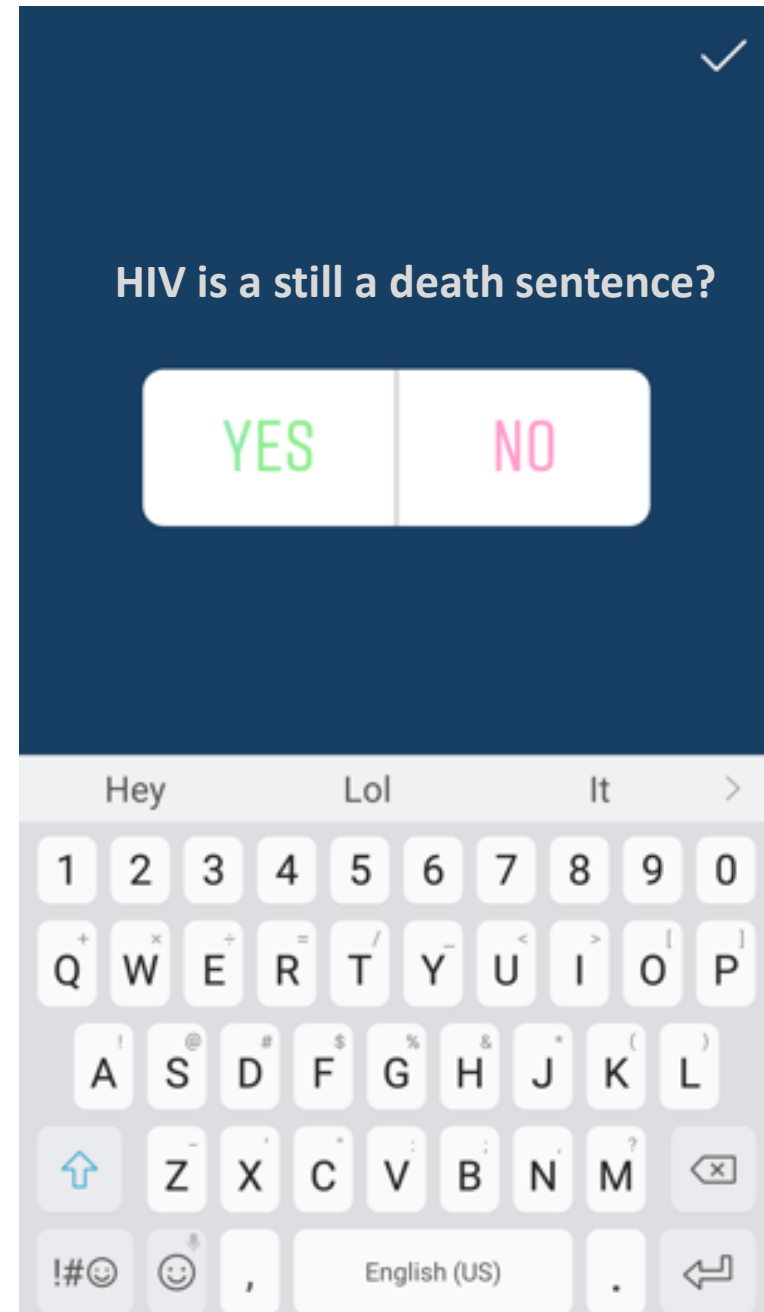 HIV is a still a death sentence?
YES NO
Hey Lol It >
1 2 3 4 5 6 7 8 9 0
+ × ÷ = / _ < > [ ]
Q W E R T Y U I O P
! @ # $ % & * ( )
A S D F G H J K L
- ' " : ; , ?
Z X C V B N M
!#☺ , English (US) .